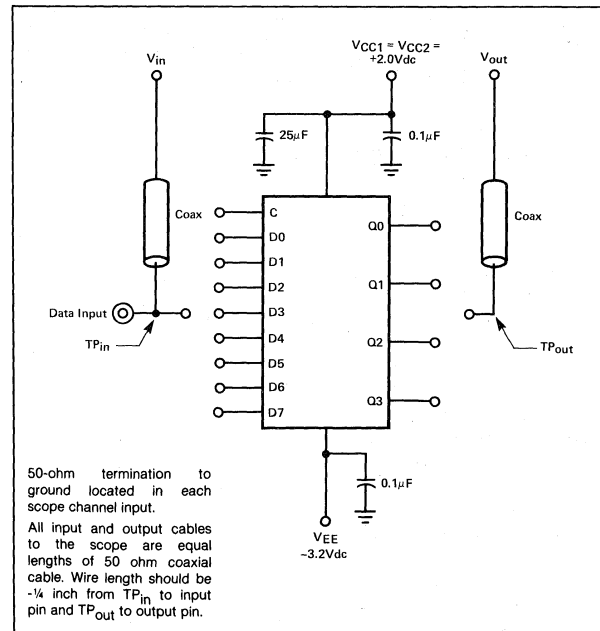 VCC1 = VCC2 =
+2.0Vdc
Vin
Vout
25μF
0.1μF
Coax
Coax
C
D0
D1
D2
D3
D4
D5
D6
D7
Q0
Q1
Q2
Q3
Data Input
TPin
TPout
0.1μF
VEE
-3.2Vdc
50-ohm termination to
ground located in each
scope channel input.
All input and output cables
to the scope are equal
lengths of 50 ohm coaxial
cable. Wire length should be
-¼ inch from TPin to input
pin and TPout to output pin.